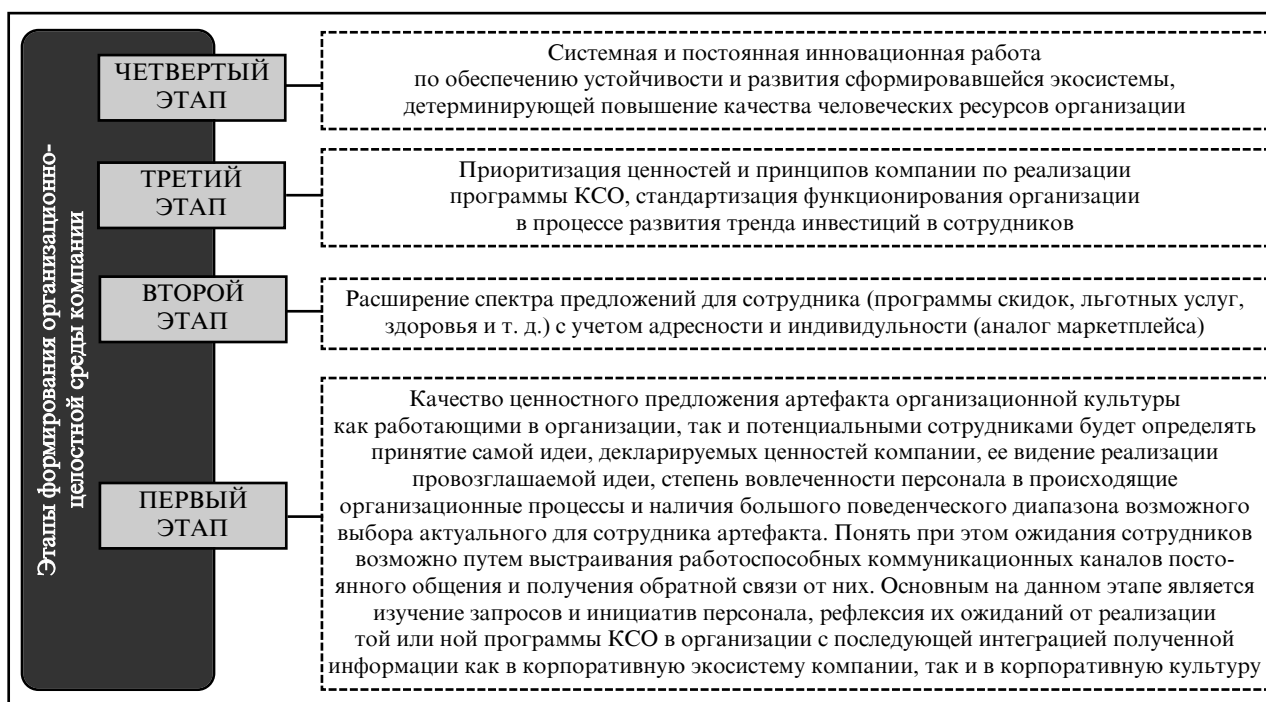 Этапы формирования организационно-
целостной среды компании
ЧЕТВЕРТЫЙ
ЭТАП
Системная и постоянная инновационная работа
по обеспечению устойчивости и развития сформировавшейся экосистемы,
детерминирующей повышение качества человеческих ресурсов организации
ТРЕТИЙ
ЭТАП
Приоритизация ценностей и принципов компании по реализации
программы КСО, стандартизация функционирования организации
в процессе развития тренда инвестиций в сотрудников
ВТОРОЙ
ЭТАП
Расширение спектра предложений для сотрудника (программы скидок, льготных услуг,
здоровья и т. д.) с учетом адресности и индивидульности (аналог маркетплейса)
ПЕРВЫЙ
ЭТАП
Качество ценностного предложения артефакта организационной культуры
как работающими в организации, так и потенциальными сотрудниками будет определять
принятие самой идеи, декларируемых ценностей компании, ее видение реализации
провозглашаемой идеи, степень вовлеченности персонала в происходящие
организационные процессы и наличия большого поведенческого диапазона возможного
выбора актуального для сотрудника артефакта. Понять при этом ожидания сотрудников
возможно путем выстраивания работоспособных коммуникационных каналов посто-
янного общения и получения обратной связи от них. Основным на данном этапе является
изучение запросов и инициатив персонала, рефлексия их ожиданий от реализации
той или ной программы КСО в организации с последующей интеграцией полученной
информации как в корпоративную экосистему компании, так и в корпоративную культуру